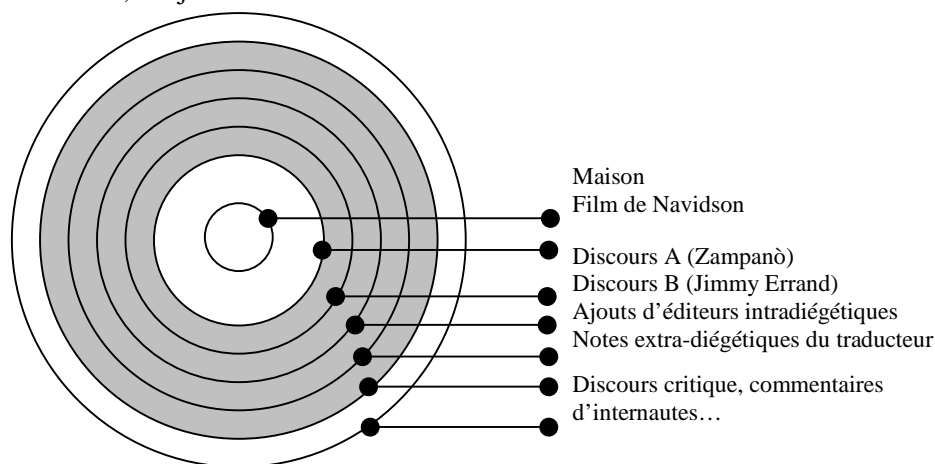 Maison
Film de Navidson
Discours A (Zampanò)
Discours B (Jimmy Errand)
Ajouts d’éditeurs intradiégétiques
Notes extra-diégétiques du traducteur
Discours critique, commentaires
d’internautes…